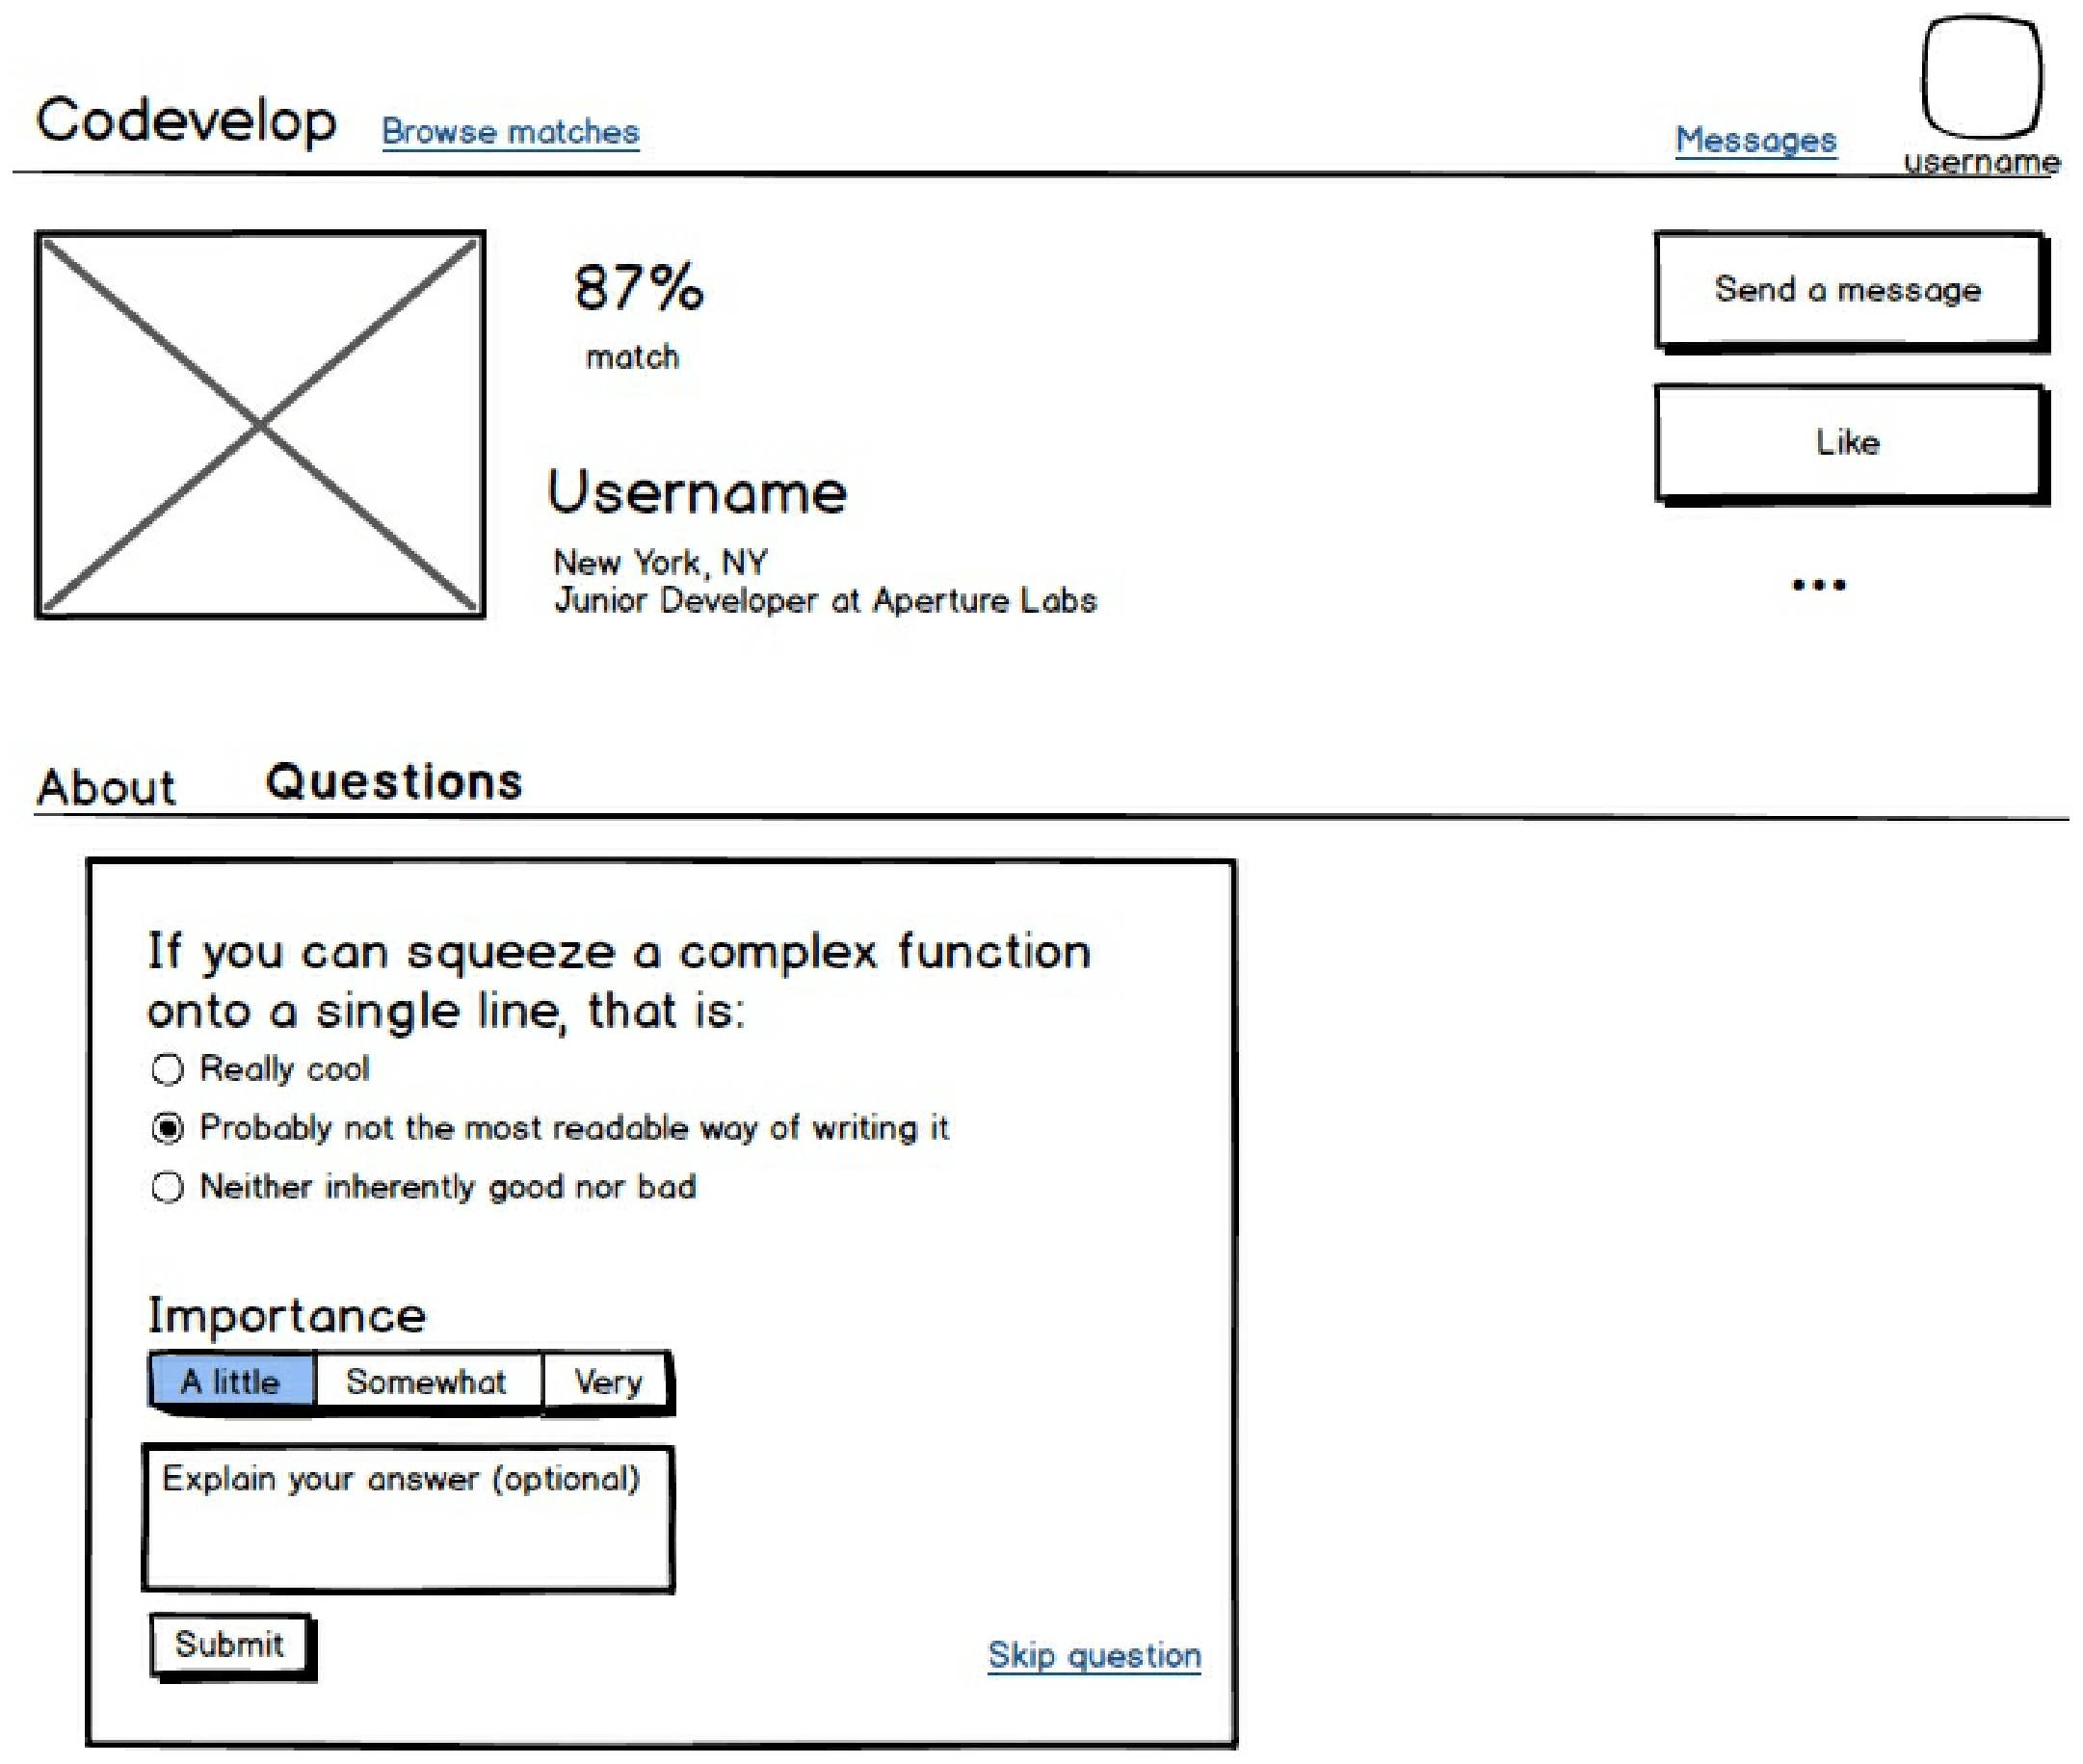 Codevelop
Browse matches
Messages
username
87%
match
Send a message
Like
Username
New York, NY
Junior Developer at Aperture Labs
...
About
Questions
If you can squeeze a complex function
onto a single line, that is:
Really cool
Probably not the most readable way of writing it
Neither inherently good nor bad
Importance
A little
Somewhat
Very
Explain your answer (optional)
Submit
Skip question